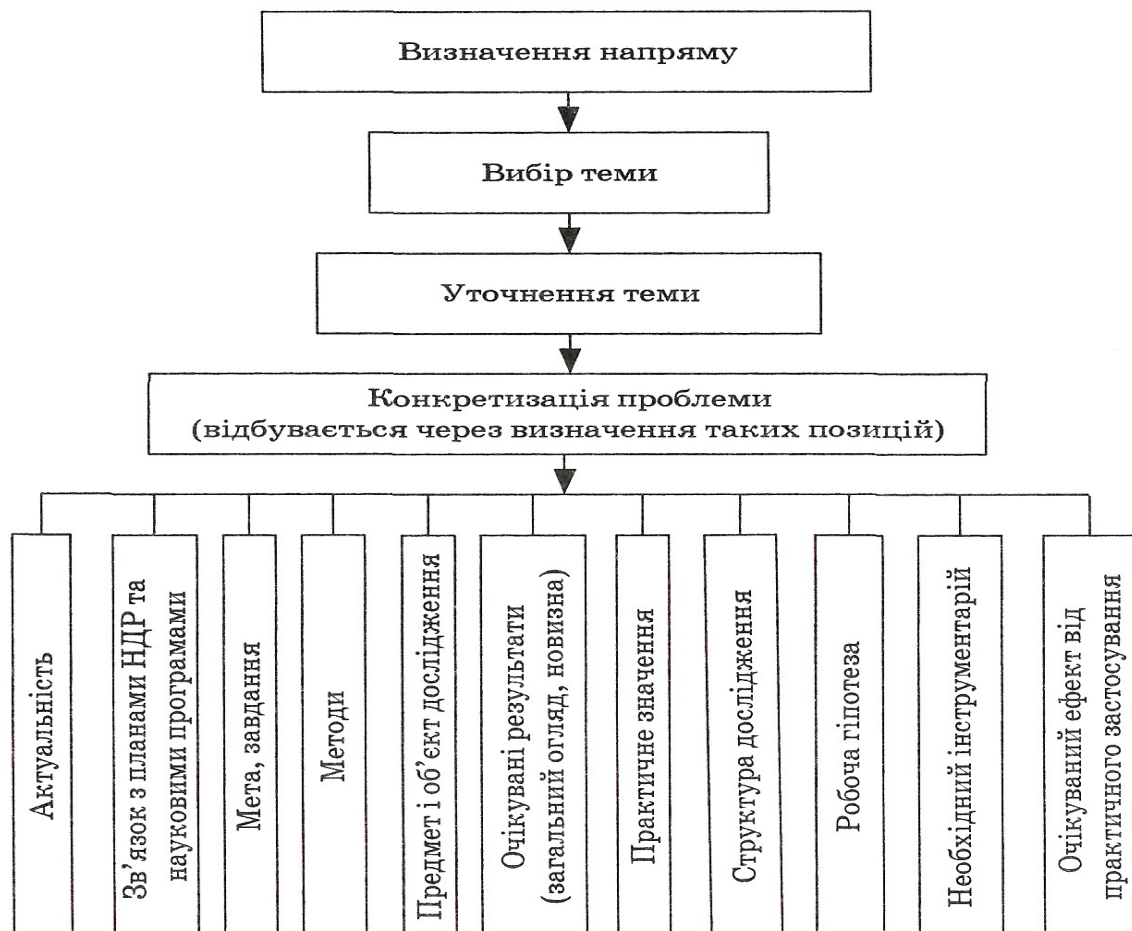 Визначення напряму
Вибір теми
Уточнення теми
Конкретизація проблеми
(відбувається через визначення таких позицій)
Актуальність
Зв’язок з планами НДР та
науковими програмами
Мета, завдання
Методи
Предмет і об’єкт дослідження
Очікувані результати
(загальний огляд, новизна)
Практичне значення
Структура дослідження
Робоча гіпотеза
Необхідний інструментарій
Очікуваний ефект від
практичного застосування